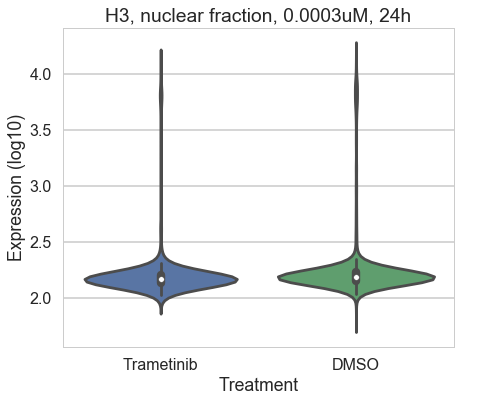 H3, nuclear fraction, 0.0003uM, 24h
Expression (log10)
4.0
3.5
3.0
2.5
2.0
Trametinib DMSO
Treatment